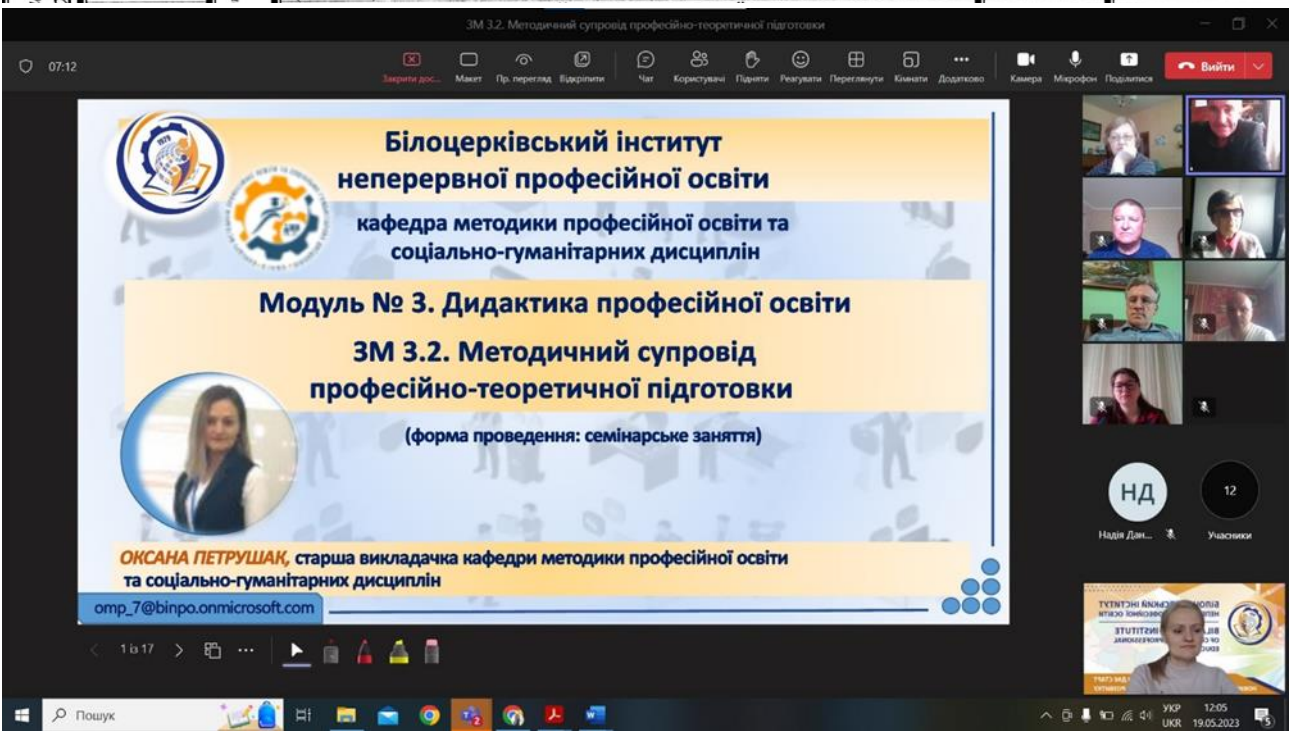 ЗМ 3.2. Методичний супровід професійно-теоретичної підготовки
07:12
Закрити дос... Макет Пр. перегляд Відкріпити Чат Користувачі Підняти Реагувати Переглянути Кімнати Додатково Камера Мікрофон Поділитися Вийти
Білоцерківський інститут
неперервної професійної освіти
кафедра методики професійної освіти та
соціально-гуманітарних дисциплін
Модуль № 3. Дидактика професійної освіти
ЗМ 3.2. Методичний супровід
професійно-теоретичної підготовки
(форма проведення: семінарське заняття)
ОКСАНА ПЕТРУШАК, старша викладачка кафедри методики професійної освіти
та соціально-гуманітарних дисциплін
omp_7@binpo.onmicrosoft.com
НД
12
Надія Дан...
Учасники
1 із 17
Пошук
УКР
UKR
12:05
19.05.2023